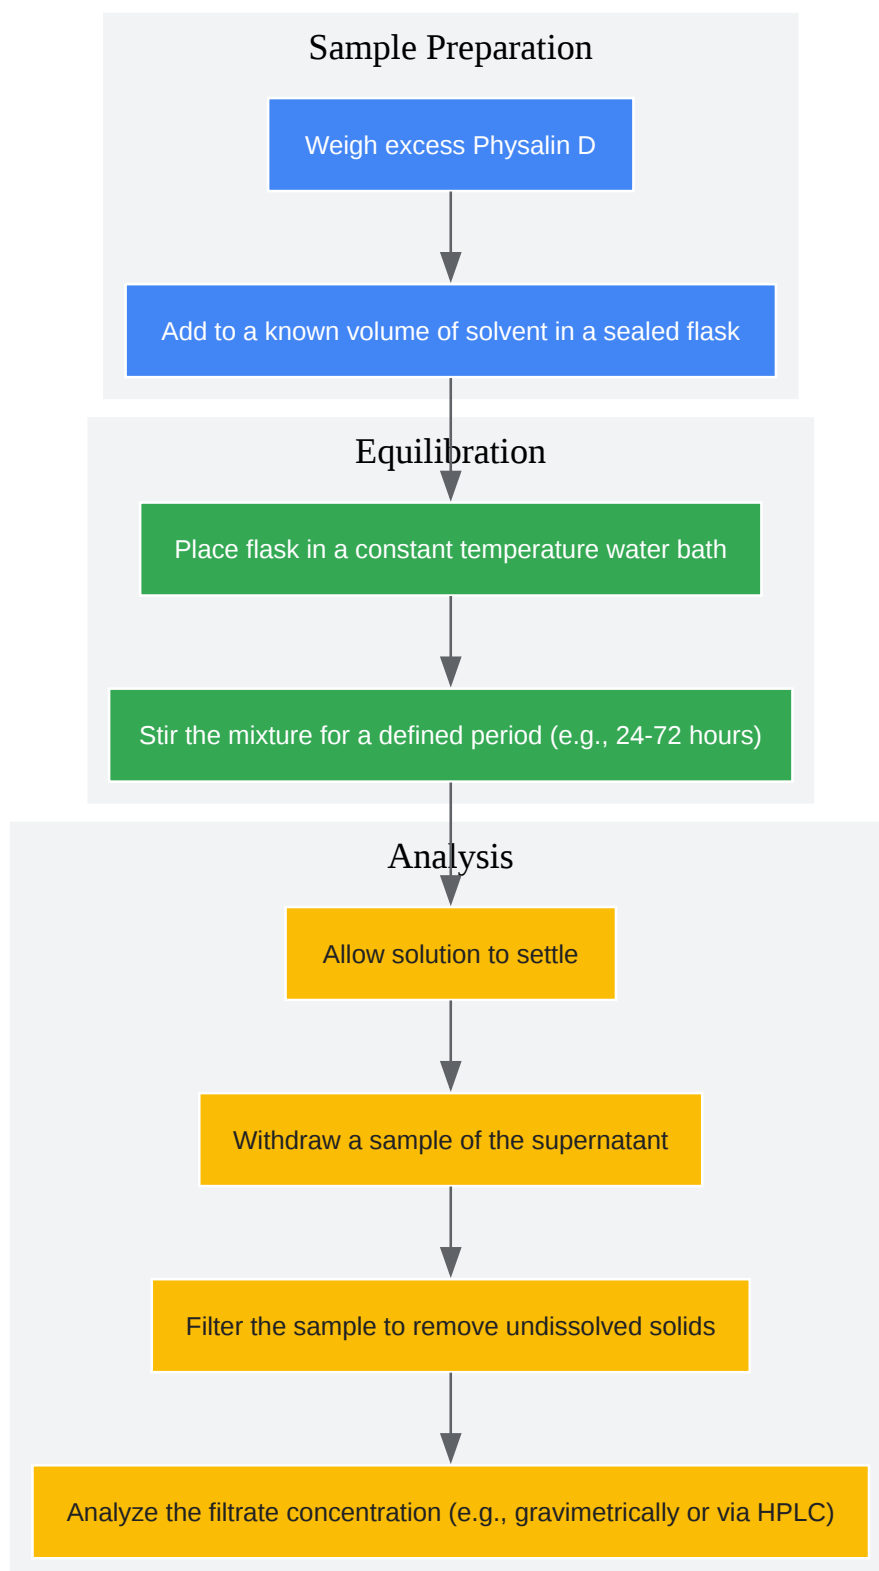 Sample Preparation
Weigh excess Physalin D
Add to a known volume of solvent in a sealed flask
Equilibration
Place flask in a constant temperature water bath
Stir the mixture for a defined period (e.g., 24-72 hours)
Analysis
Allow solution to settle
Withdraw a sample of the supernatant
Filter the sample to remove undissolved solids
Analyze the filtrate concentration (e.g., gravimetrically or via HPLC)